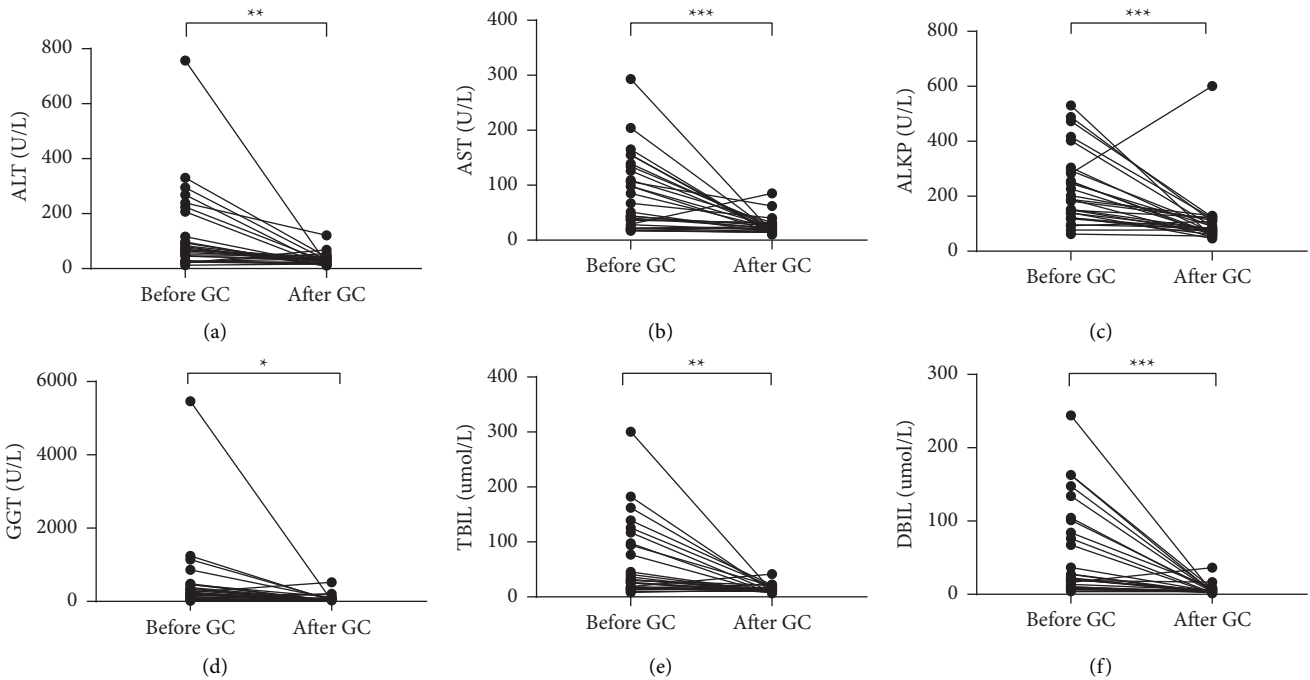 **
800
600
400
200
0
ALT (U/L)
Before GC
After GC
(a)
***
400
300
200
100
0
AST (U/L)
Before GC
After GC
(b)
***
800
600
400
200
0
ALKP (U/L)
Before GC
After GC
(c)
*
6000
4000
2000
0
GGT (U/L)
Before GC
After GC
(d)
**
400
300
200
100
0
TBIL (umol/L)
Before GC
After GC
(e)
***
300
200
100
0
DBIL (umol/L)
Before GC
After GC
(f)